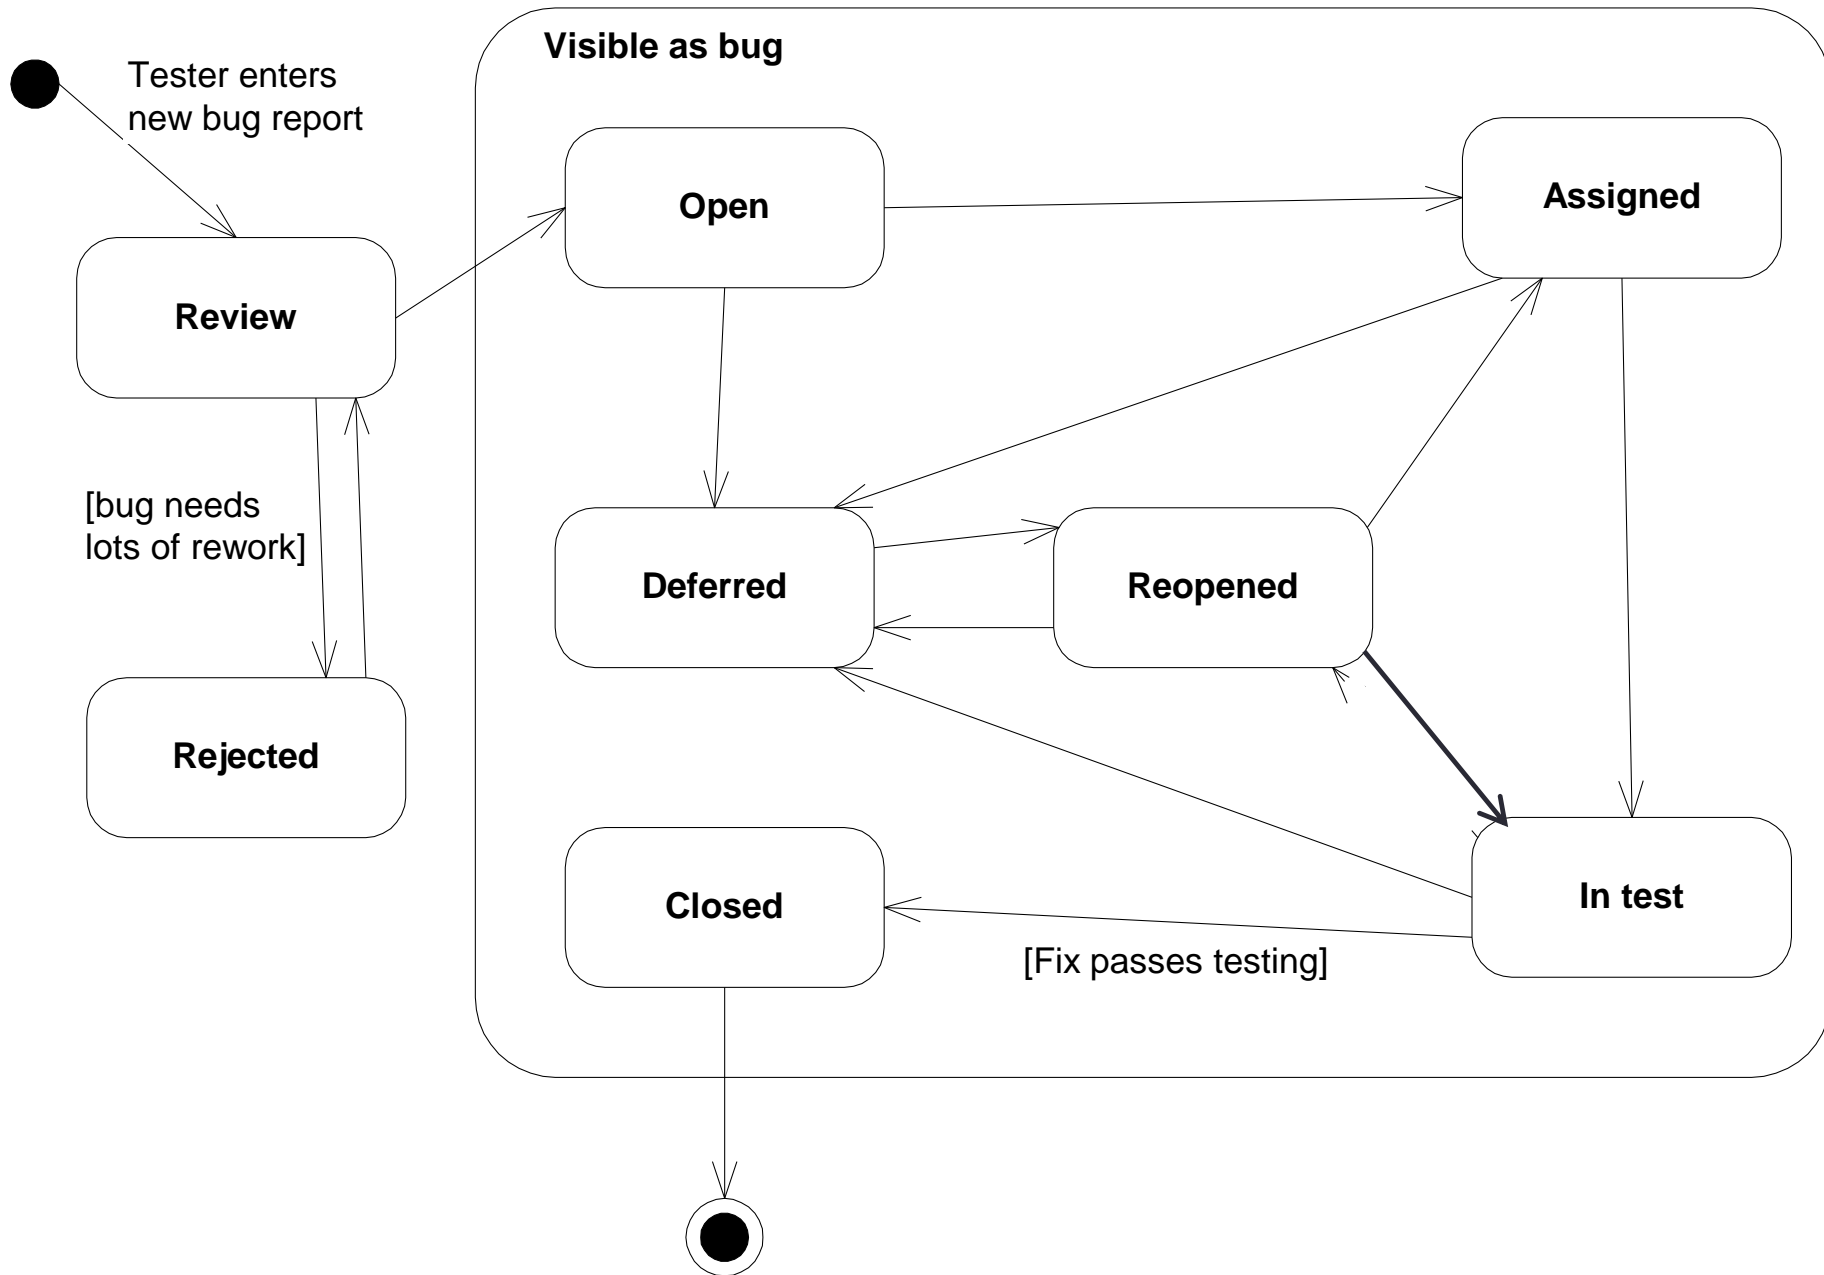 Visible as bug
Tester enters
new bug report
Open
Assigned
Review
[bug needs
lots of rework]
Deferred
Reopened
Rejected
Closed
In test
[Fix passes testing]